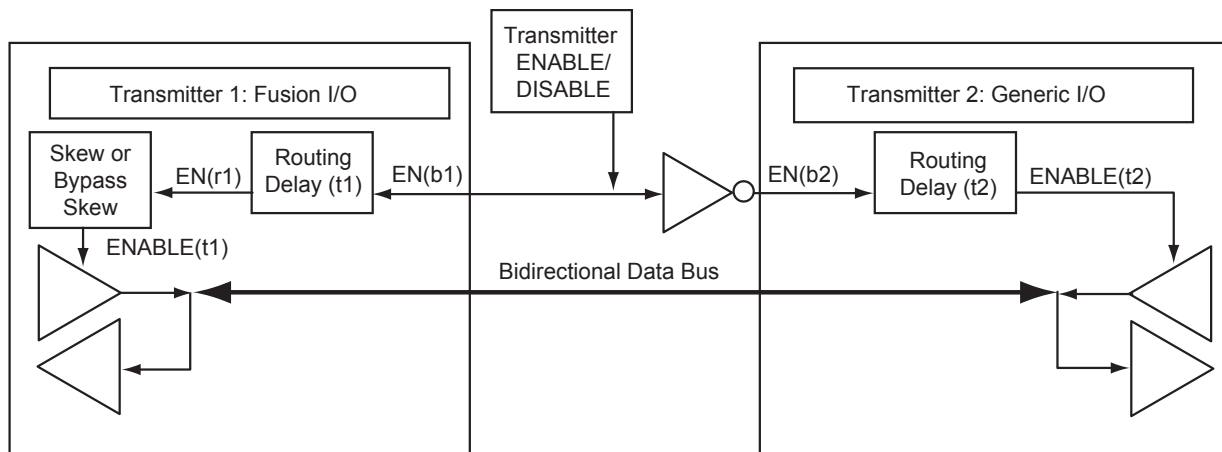 Transmitter
ENABLE/
DISABLE
Transmitter 1: Fusion I/O
Transmitter 2: Generic I/O
Skew or
Bypass
Skew
EN(r1)
Routing
Delay (t1)
EN(b1)
EN(b2)
Routing
Delay (t2)
ENABLE(t2)
ENABLE(t1)
Bidirectional Data Bus